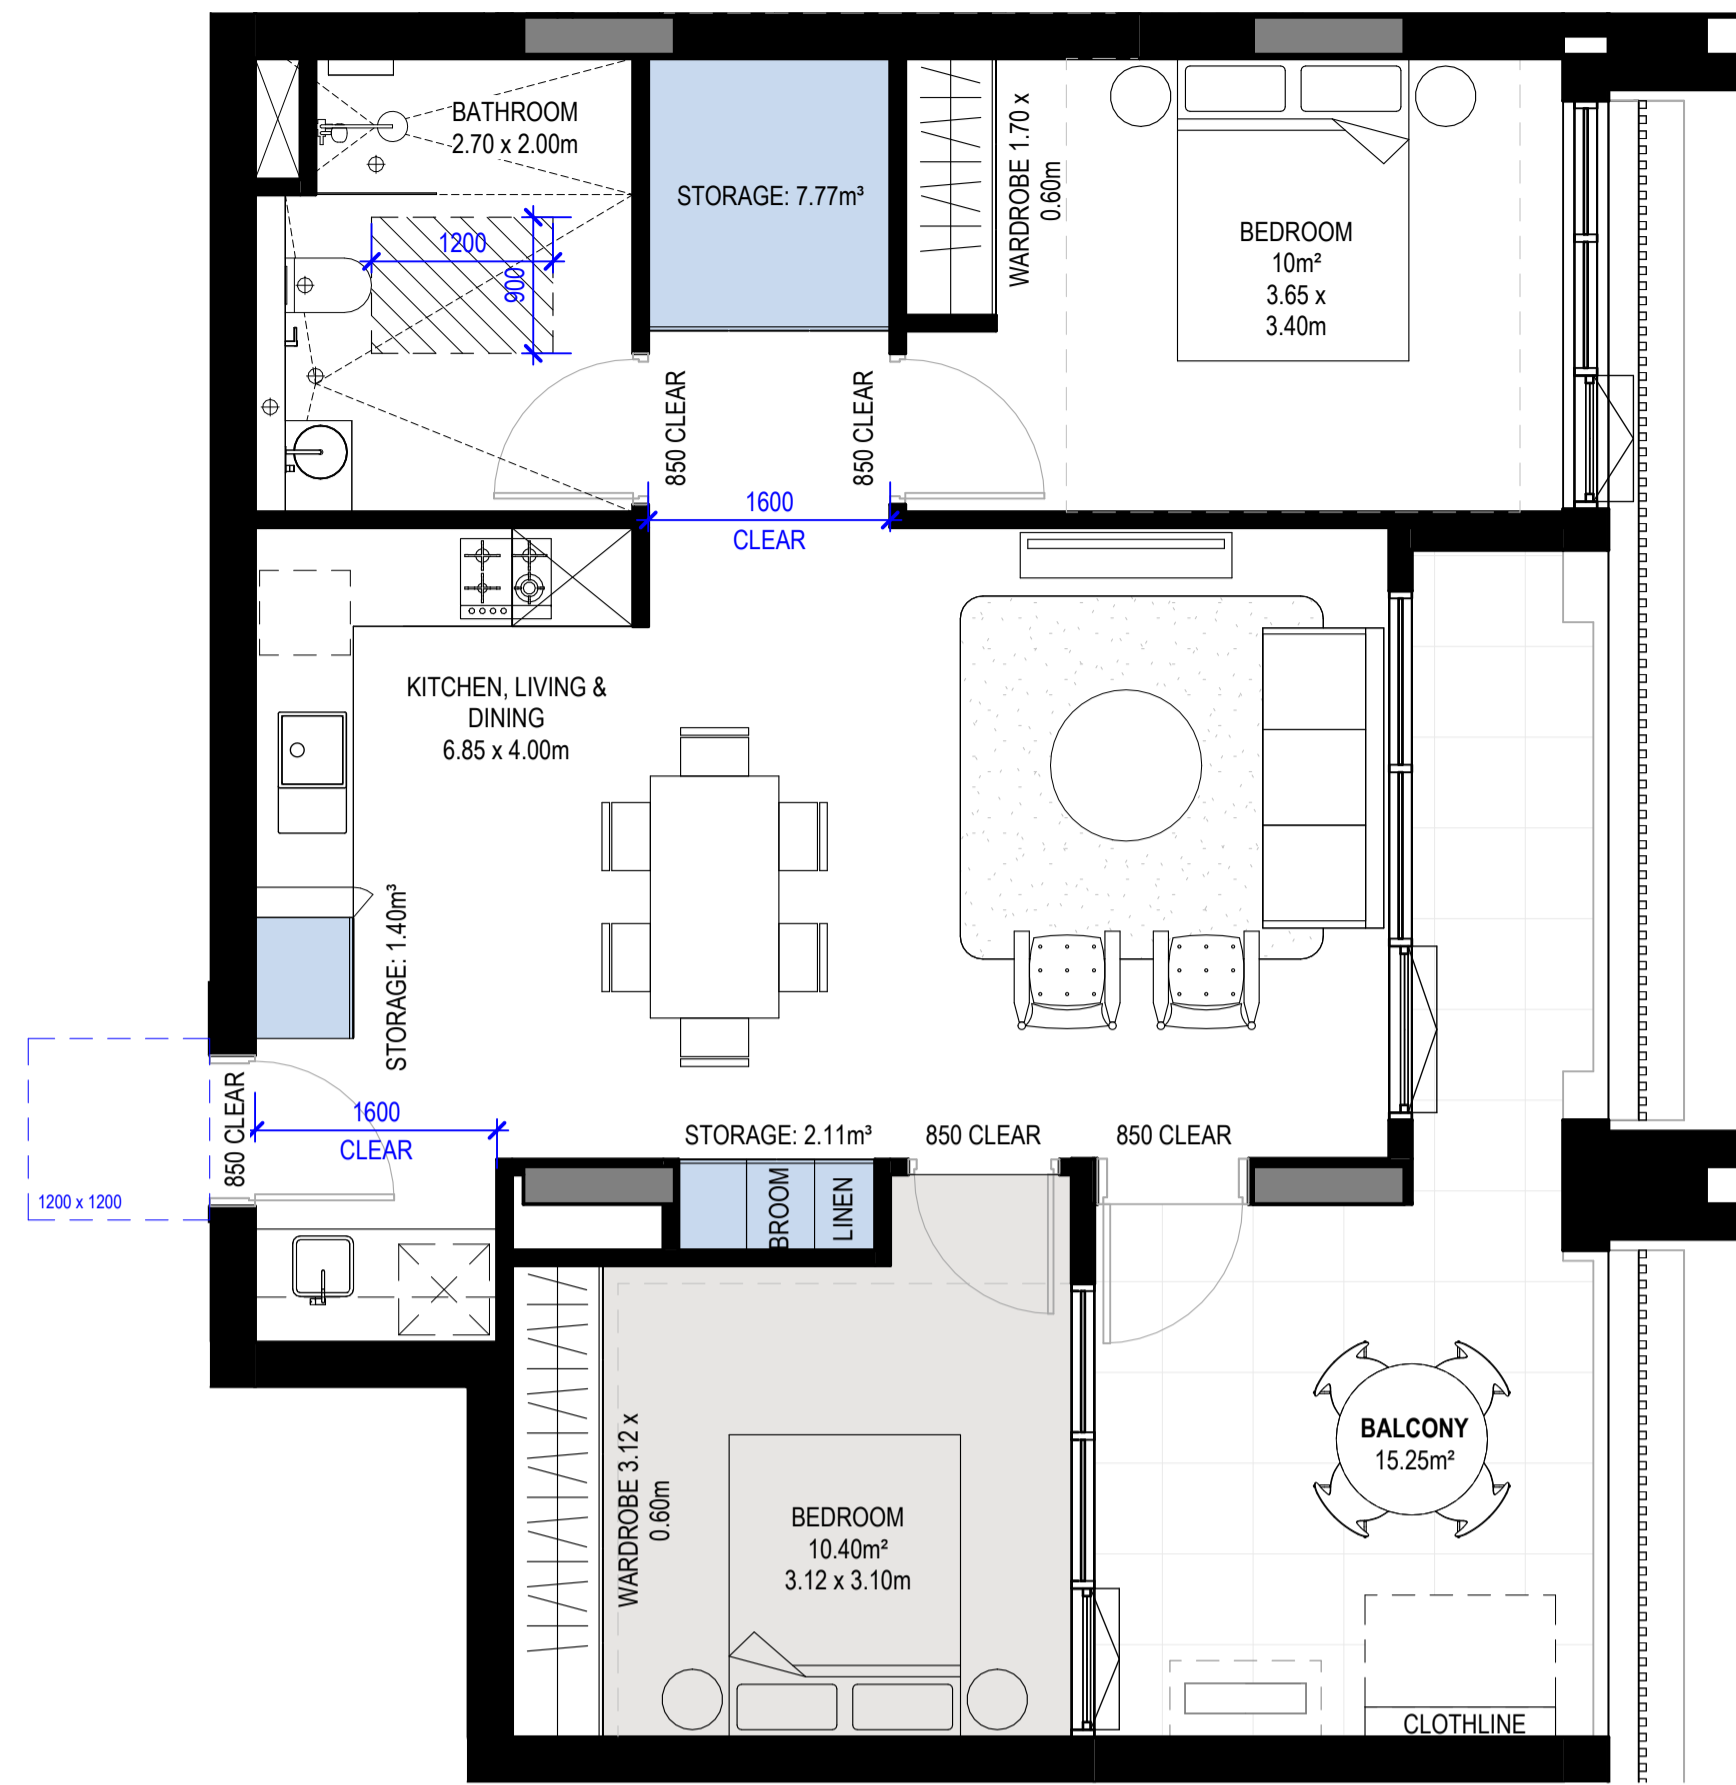 BATHROOM
2.70 x 2.00m
STORAGE: 7.77m³
WARDROBE 1.70 x
0.60m
BEDROOM
10m²
3.65 x
3.40m
1200
900
850 CLEAR
850 CLEAR
1600
CLEAR
KITCHEN, LIVING &
DINING
6.85 x 4.00m
STORAGE: 1.40m³
850 CLEAR
1600
CLEAR
1200 x 1200
STORAGE: 2.11m³
850 CLEAR
850 CLEAR
BROOM
LINEN
WARDROBE 3.12 x
0.60m
BEDROOM
10.40m²
3.12 x 3.10m
BALCONY
15.25m²
CLOTHLINE